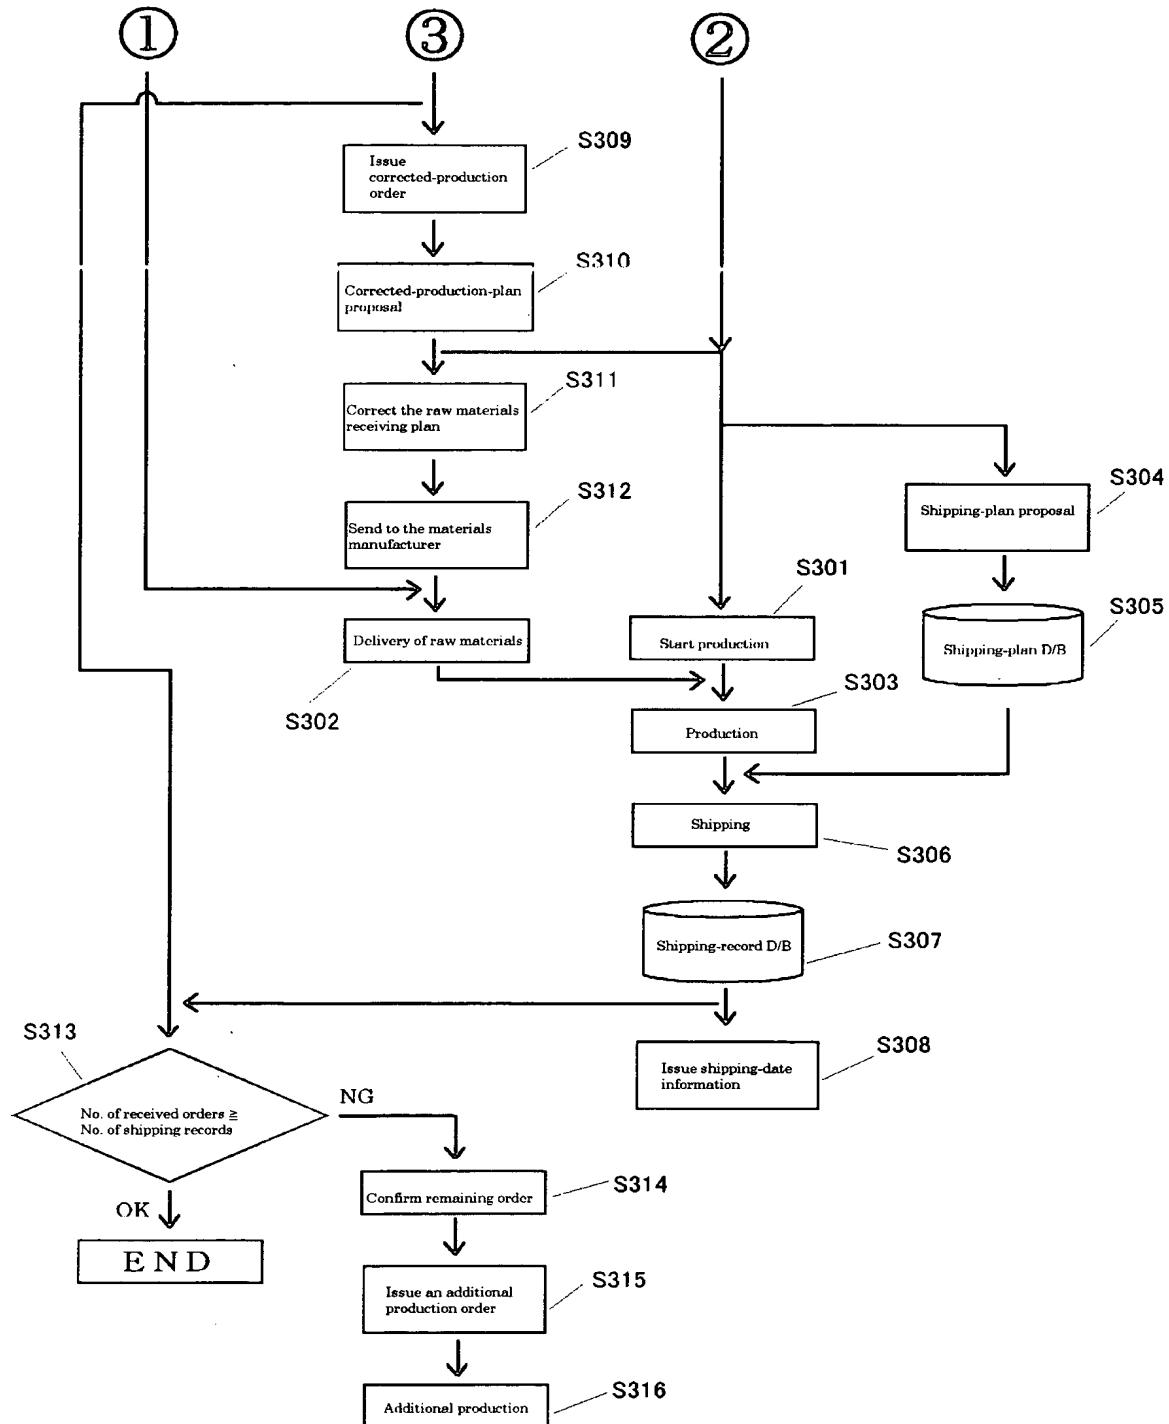 ①
③
②
S309
Issue
corrected-production
order
S310
Corrected-production-plan
proposal
S311
Correct the raw materials
receiving plan
S304
Shipping-plan proposal
S312
Send to the materials
manufacturer
S301
Start production
S305
Shipping-plan D/B
Delivery of raw materials
S302
S303
Production
Shipping
S306
Shipping-record D/B
S307
S313
No. of received orders ≧
No. of shipping records
NG
OK
END
S308
Issue shipping-date
information
Confirm remaining order
S314
S315
Issue an additional
production order
S316
Additional production